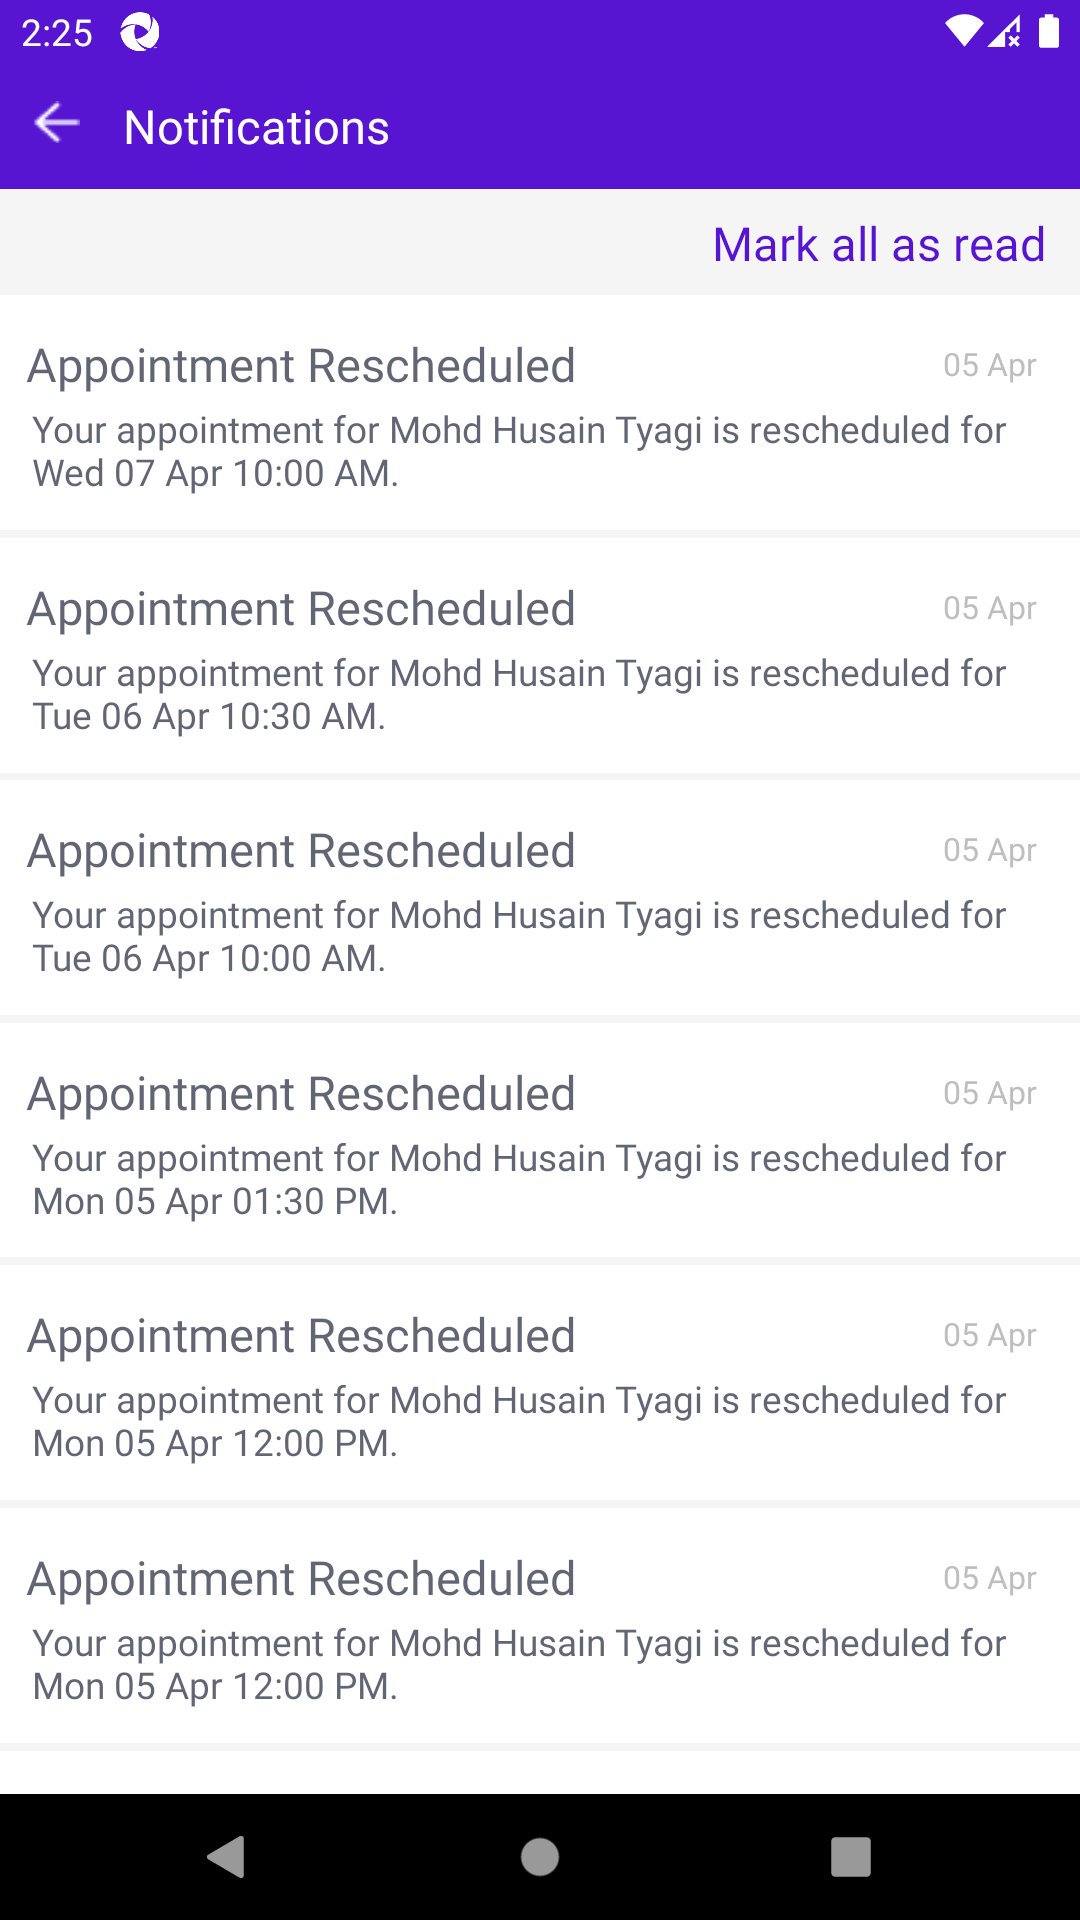 2:25
Notifications
Mark all as read
Appointment Rescheduled 05 Apr
Your appointment for Mohd Husain Tyagi is rescheduled for
Wed 07 Apr 10:00 AM.
Appointment Rescheduled 05 Apr
Your appointment for Mohd Husain Tyagi is rescheduled for
Tue 06 Apr 10:30 AM.
Appointment Rescheduled 05 Apr
Your appointment for Mohd Husain Tyagi is rescheduled for
Tue 06 Apr 10:00 AM.
Appointment Rescheduled 05 Apr
Your appointment for Mohd Husain Tyagi is rescheduled for
Mon 05 Apr 01:30 PM.
Appointment Rescheduled 05 Apr
Your appointment for Mohd Husain Tyagi is rescheduled for
Mon 05 Apr 12:00 PM.
Appointment Rescheduled 05 Apr
Your appointment for Mohd Husain Tyagi is rescheduled for
Mon 05 Apr 12:00 PM.